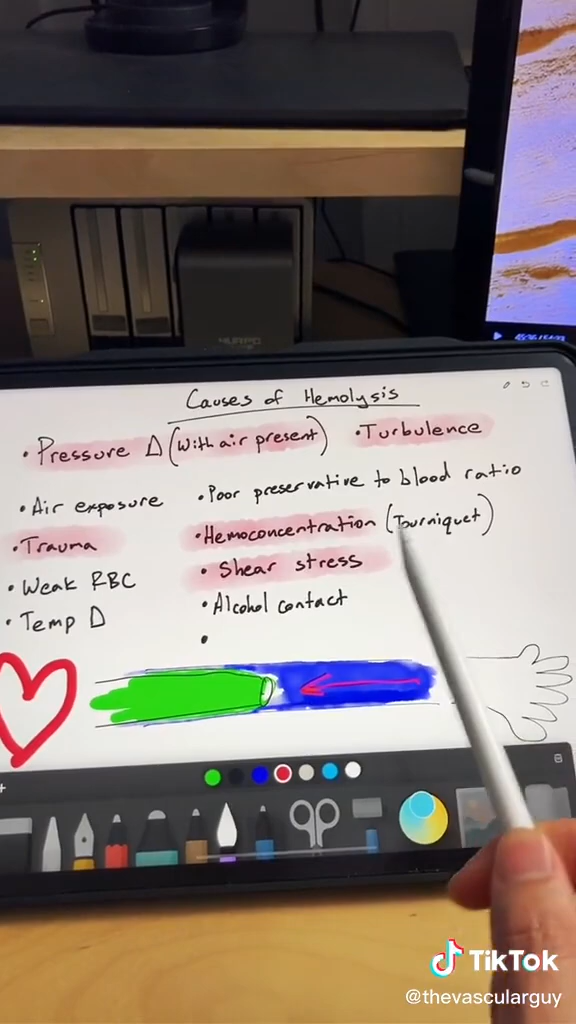 Causes of Hemolysis
• Pressure Δ (with air present)
• Turbulence
• Air exposure
• Poor preservative to blood ratio
• Trauma
• Hemoconcentration (Tourniquet)
• Weak RBC
• Shear stress
• Temp Δ
• Alcohol contact
•
TikTok
@thevascularguy